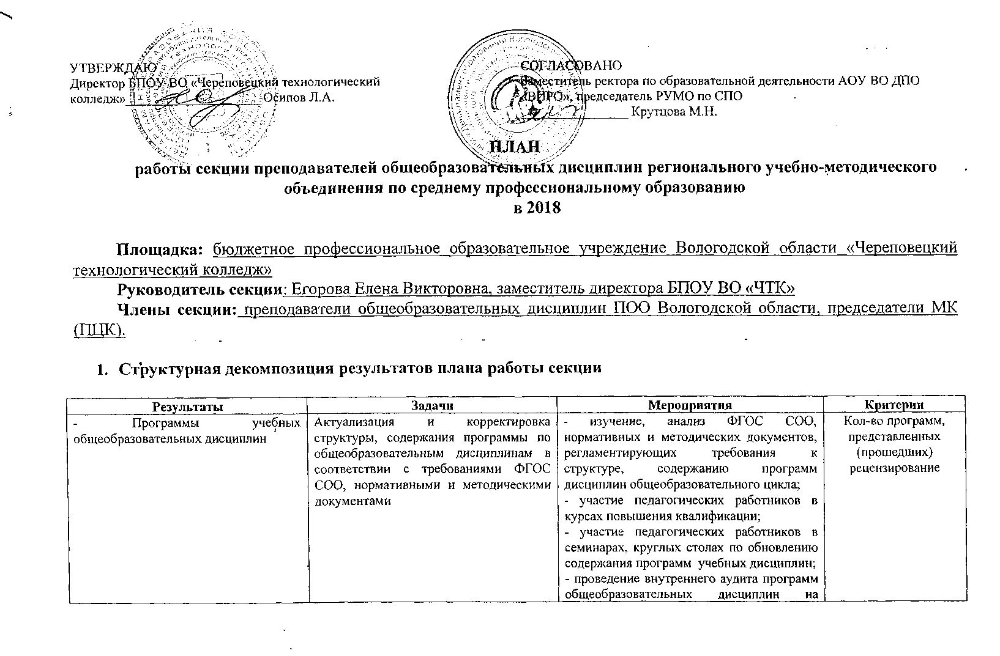 УТВЕРЖДАЮ
Директор БПОУ ВО «Череповецкий технологический
колледж» Осипов Л.А.
СОГЛАСОВАНО
Заместитель ректора по образовательной деятельности АОУ ВО ДПО
«ВИРО», председатель РУМО по СПО
Крутцова М.Н.
ПЛАН
работы секции преподавателей общеобразовательных дисциплин регионального учебно-методического
объединения по среднему профессиональному образованию
в 2018
Площадка: бюджетное профессиональное образовательное учреждение Вологодской области «Череповецкий
технологический колледж»
Руководитель секции: Егорова Елена Викторовна, заместитель директора БПОУ ВО «ЧТК»
Члены секции: преподаватели общеобразовательных дисциплин ПОО Вологодской области, председатели МК
(ПЦК).
1. Структурная декомпозиция результатов плана работы секции
Результаты
Задачи
Мероприятия
Критерии
- Программы учебных
общеобразовательных дисциплин
Актуализация и корректировка
структуры, содержания программы по
общеобразовательным дисциплинам в
соответствии с требованиями ФГОС
СОО, нормативными и методическими
документами
- изучение, анализ ФГОС СОО,
нормативных и методических документов,
регламентирующих требования к
структуре, содержанию программ
дисциплин общеобразовательного цикла;
- участие педагогических работников в
курсах повышения квалификации;
- участие педагогических работников в
семинарах, круглых столах по обновлению
содержания программ учебных дисциплин;
- проведение внутреннего аудита программ
общеобразовательных дисциплин на
Кол-во программ,
представленных
(прошедших)
рецензирование